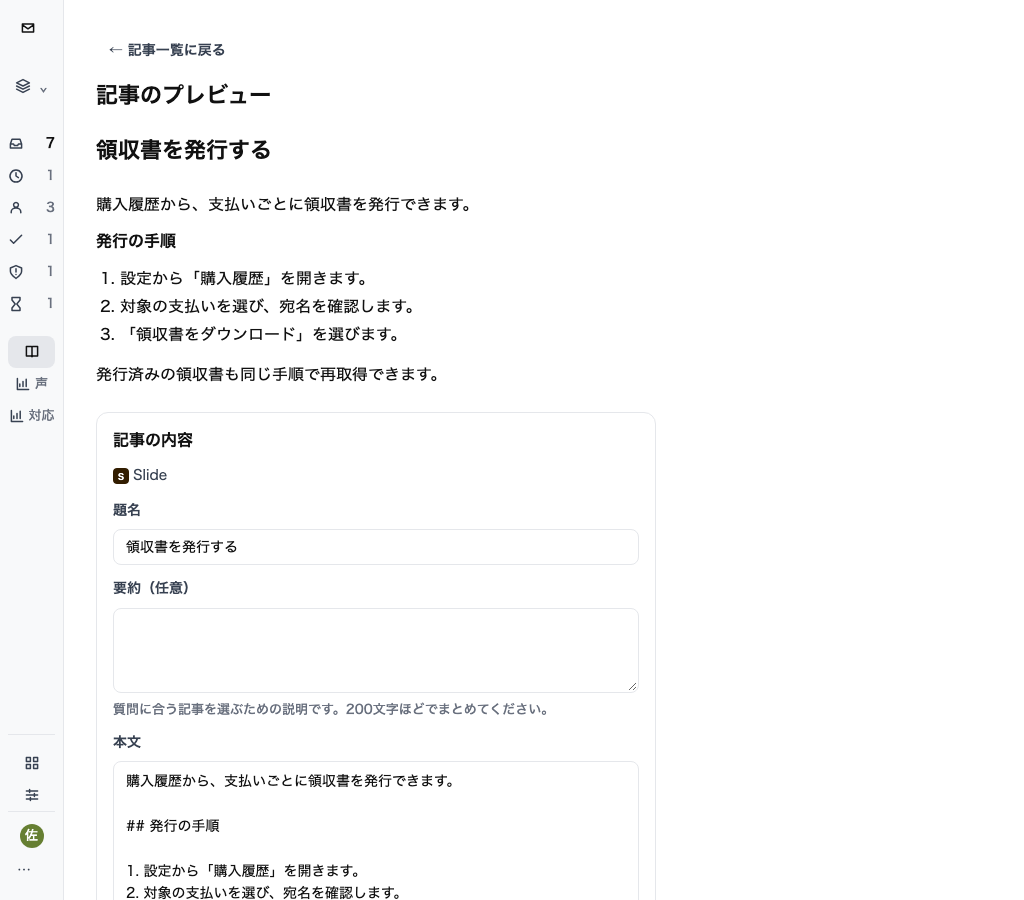 ← 記事一覧に戻る
記事のプレビュー
領収書を発行する
購入履歴から、支払いごとに領収書を発行できます。
発行の手順
1. 設定から「購入履歴」を開きます。
2. 対象の支払いを選び、宛名を確認します。
3. 「領収書をダウンロード」を選びます。
発行済みの領収書も同じ手順で再取得できます。
7
1
3
1
1
1
声
対応
佐
…
記事の内容
s Slide
題名
領収書を発行する
要約（任意）
質問に合う記事を選ぶための説明です。200文字ほどでまとめてください。
本文
購入履歴から、支払いごとに領収書を発行できます。
## 発行の手順
1. 設定から「購入履歴」を開きます。
2. 対象の支払いを選び、宛名を確認します。